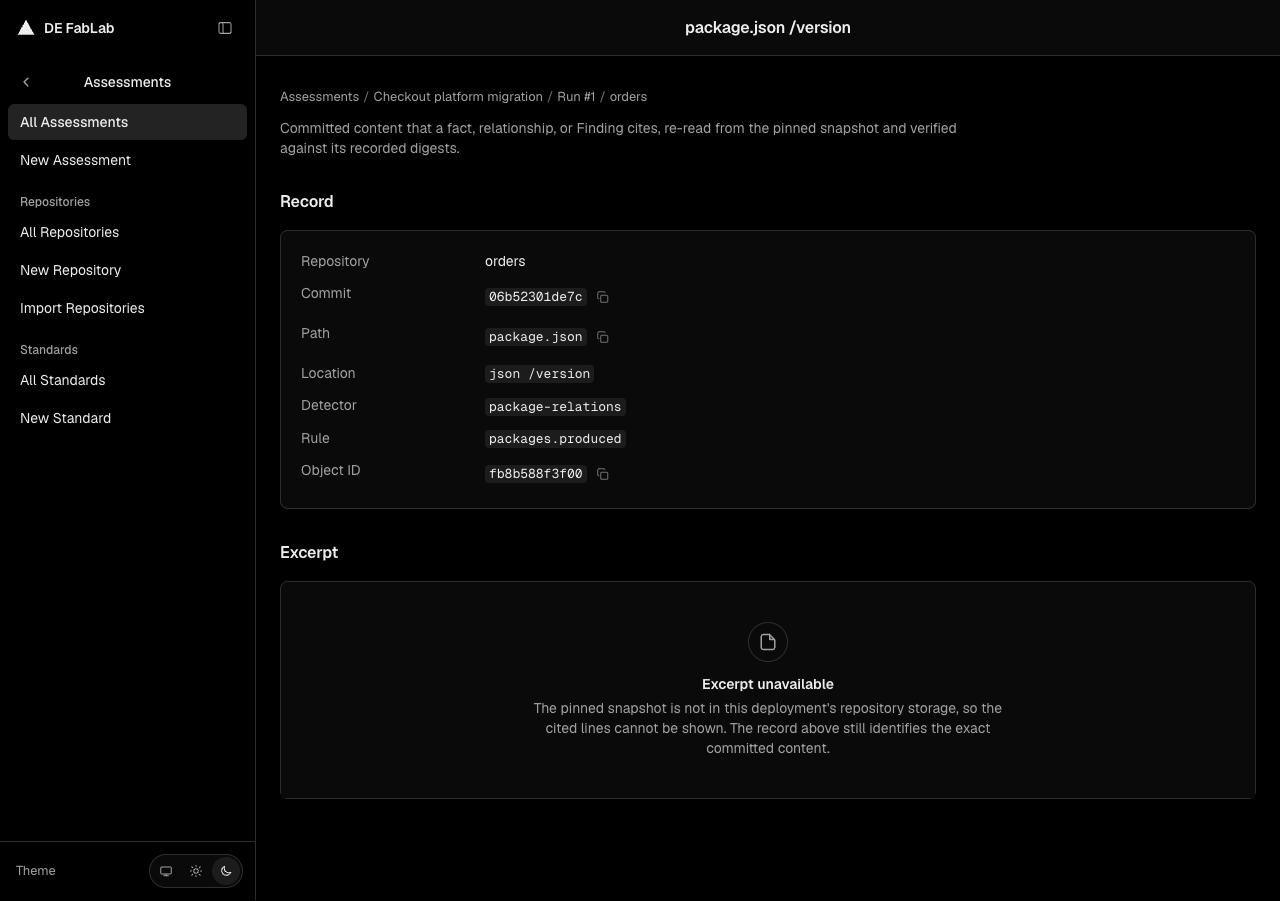 DE FabLab
Assessments
All Assessments
New Assessment
Repositories
All Repositories
New Repository
Import Repositories
Standards
All Standards
New Standard
Theme
package.json /version
Assessments / Checkout platform migration / Run #1 / orders
Committed content that a fact, relationship, or Finding cites, re-read from the pinned snapshot and verified
against its recorded digests.
Record
Repository orders
Commit 06b52301de7c
Path package.json
Location json /version
Detector package-relations
Rule packages.produced
Object ID fb8b588f3f00
Excerpt
Excerpt unavailable
The pinned snapshot is not in this deployment's repository storage, so the
cited lines cannot be shown. The record above still identifies the exact
committed content.